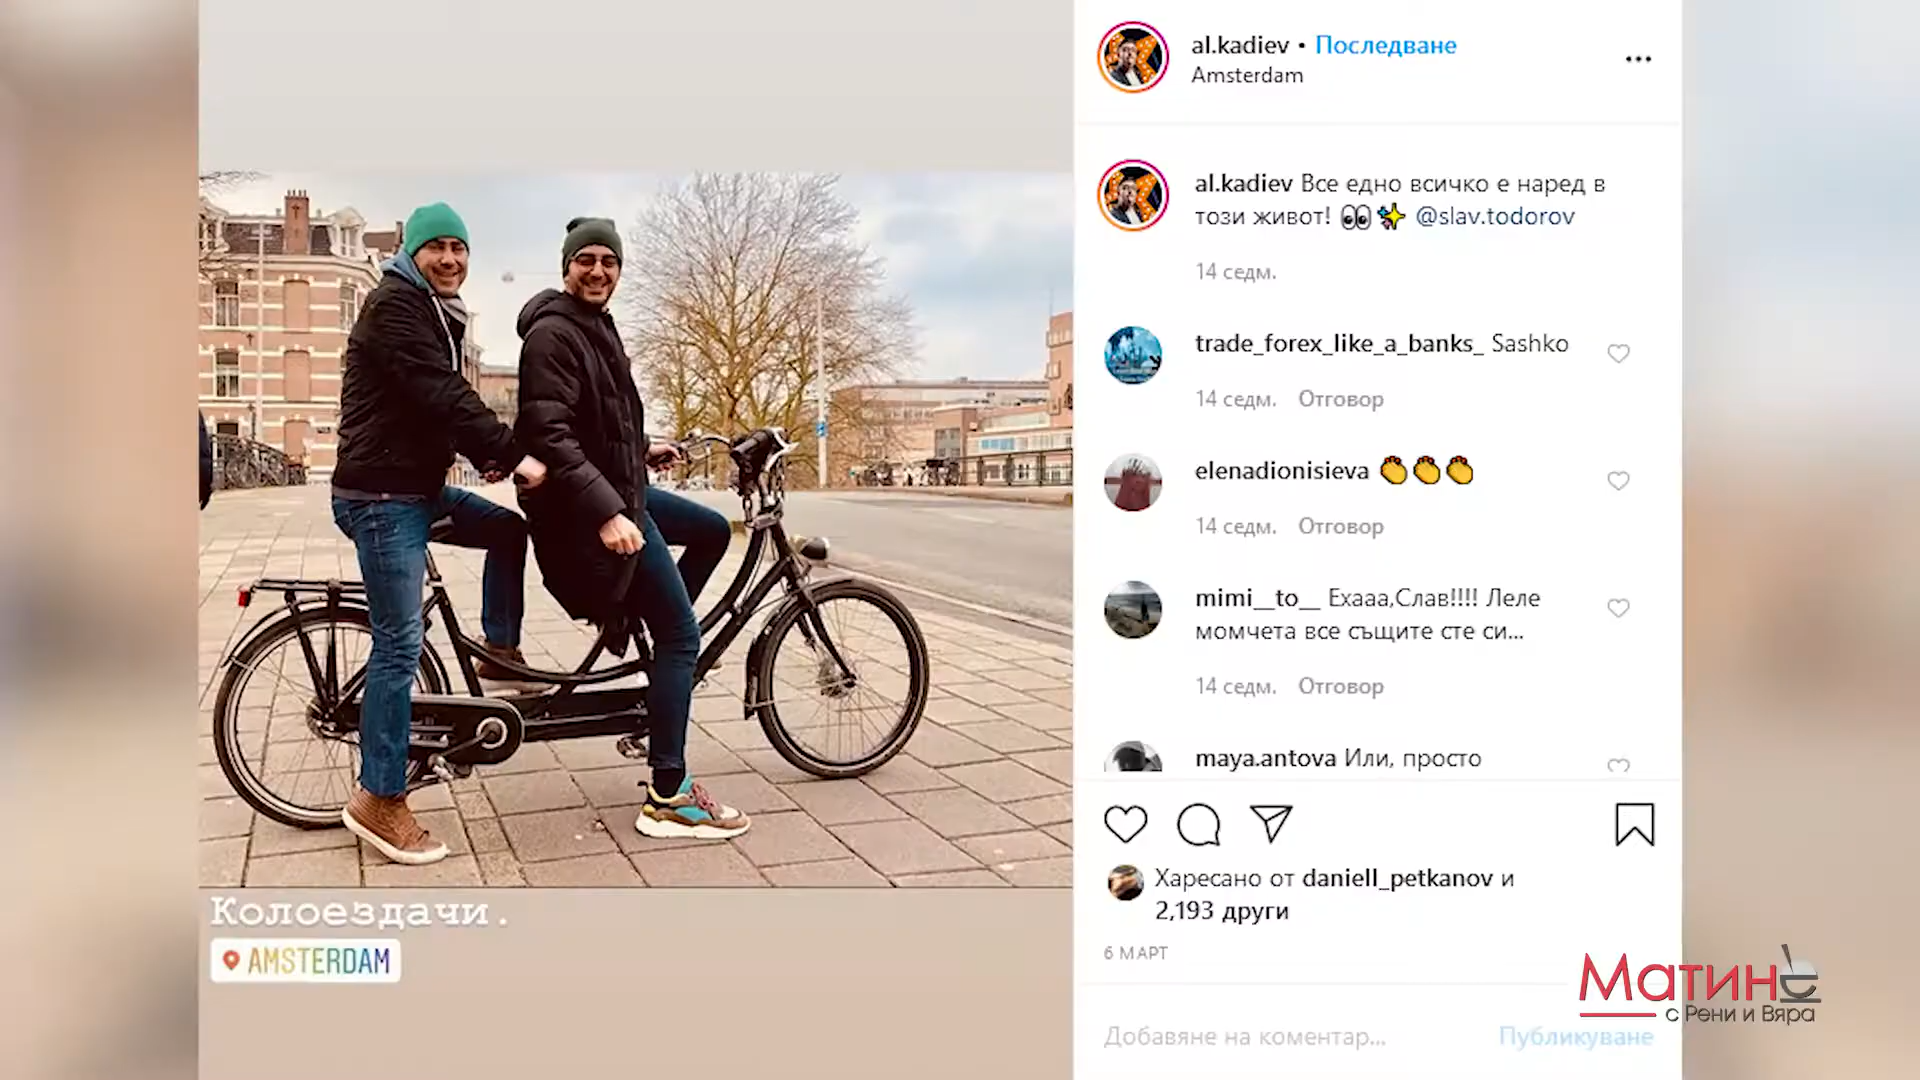 al.kadiev • Последване
Amsterdam
al.kadiev Все едно всичко е наред в
този живот! 👀✨ @slav.todorov
14 седм.
trade_forex_like_a_banks_ Sashko
14 седм. Отговор
elenadionisieva 👏👏👏
14 седм. Отговор
mimi__to__ Ехааа,Слав!!!! Леле
момчета все същите сте си...
14 седм. Отговор
maya.antova Или, просто
Харесано от daniell_petkanov и
2,193 други
6 МАРТ
Добавяне на коментар...
Публикуване
Колоездачи.
AMSTERDAM
Матине
с Рени и Вяра